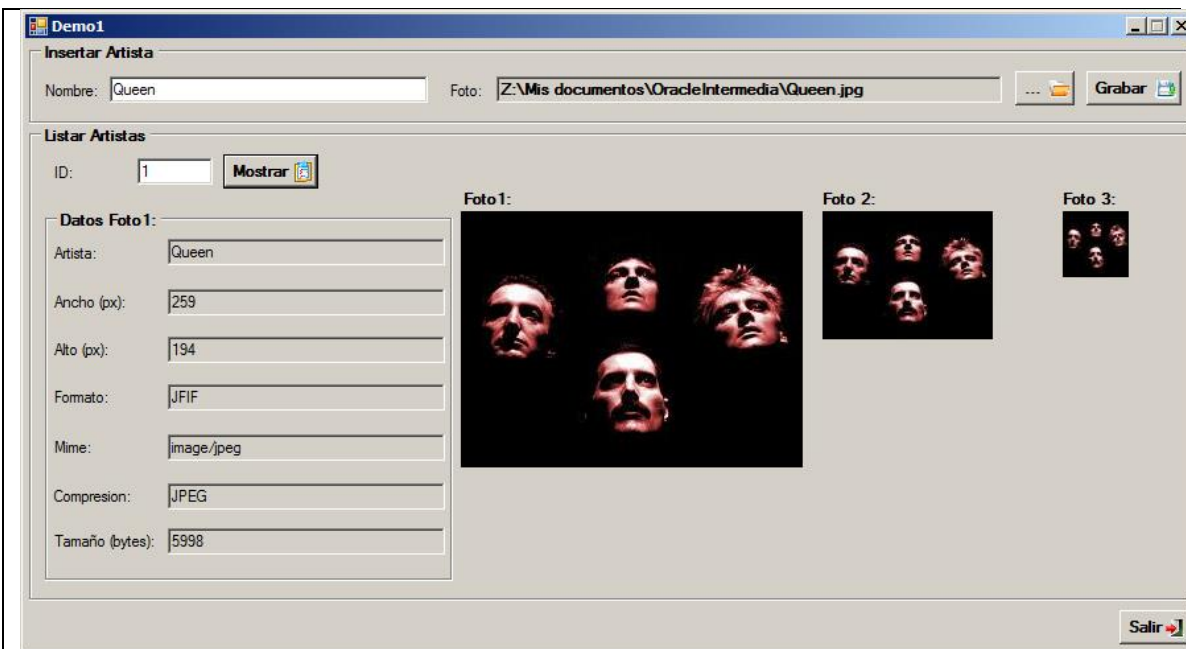 Demo1
Insertar Artista
Nombre: Queen Foto: Z:\Mis documentos\OracleIntermedia\Queen.jpg ... Grabar
Listar Artistas
ID: 1 Mostrar
Foto1: Foto 2: Foto 3:
Datos Foto1:
Artista: Queen
Ancho (px): 259
Alto (px): 194
Formato: JFIF
Mime: image/jpeg
Compresion: JPEG
Tamaño (bytes): 5998
Salir